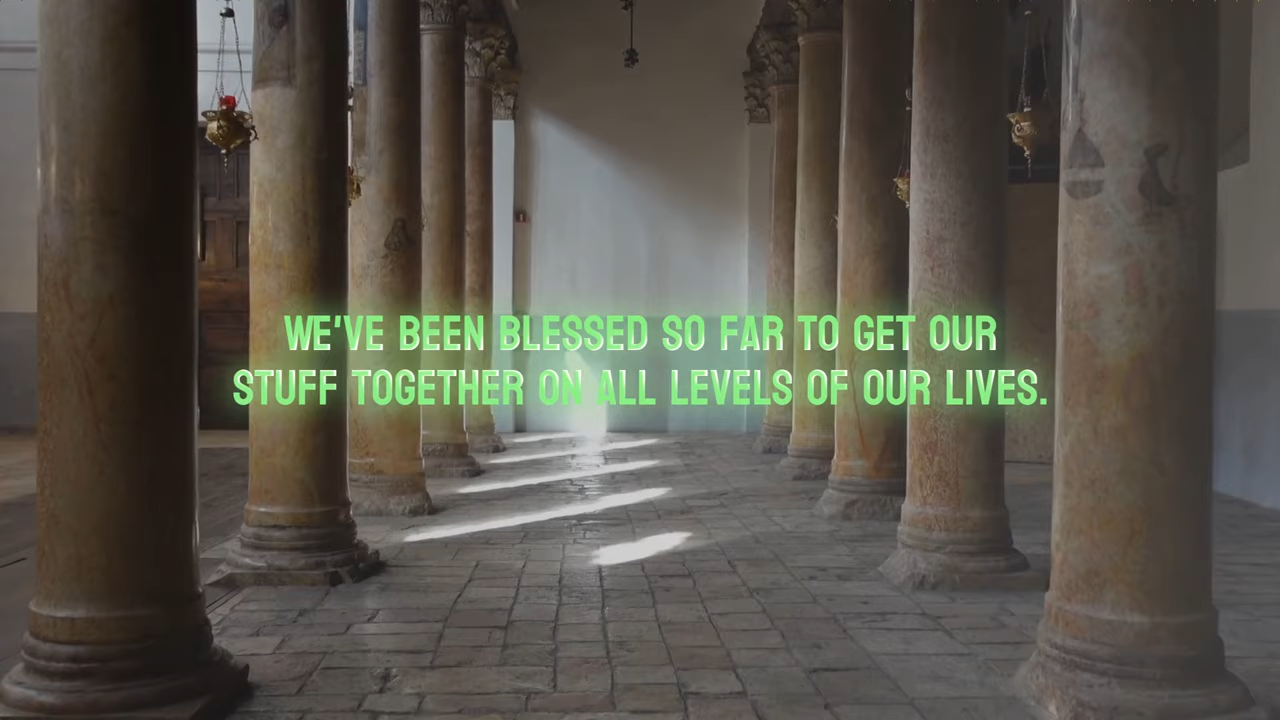 WE'VE BEEN BLESSED SO FAR TO GET OUR
STUFF TOGETHER ON ALL LEVELS OF OUR LIVES.